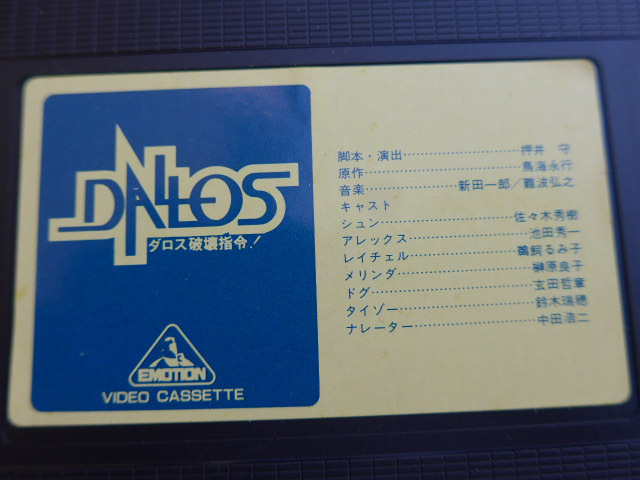 DALLOS
ダロス破壊指令!
EMOTION
VIDEO CASSETTE
脚本・演出………………押井　守
原作………………鳥海永行
音楽………………新田一郎/難波弘之
キャスト
シュン………………佐々木秀樹
アレックス………………池田秀一
レイチェル………………鵜飼るみ子
メリンダ………………榊原良子
ドグ………………玄田哲章
タイゾー………………鈴木瑞穂
ナレーター………………中田浩二